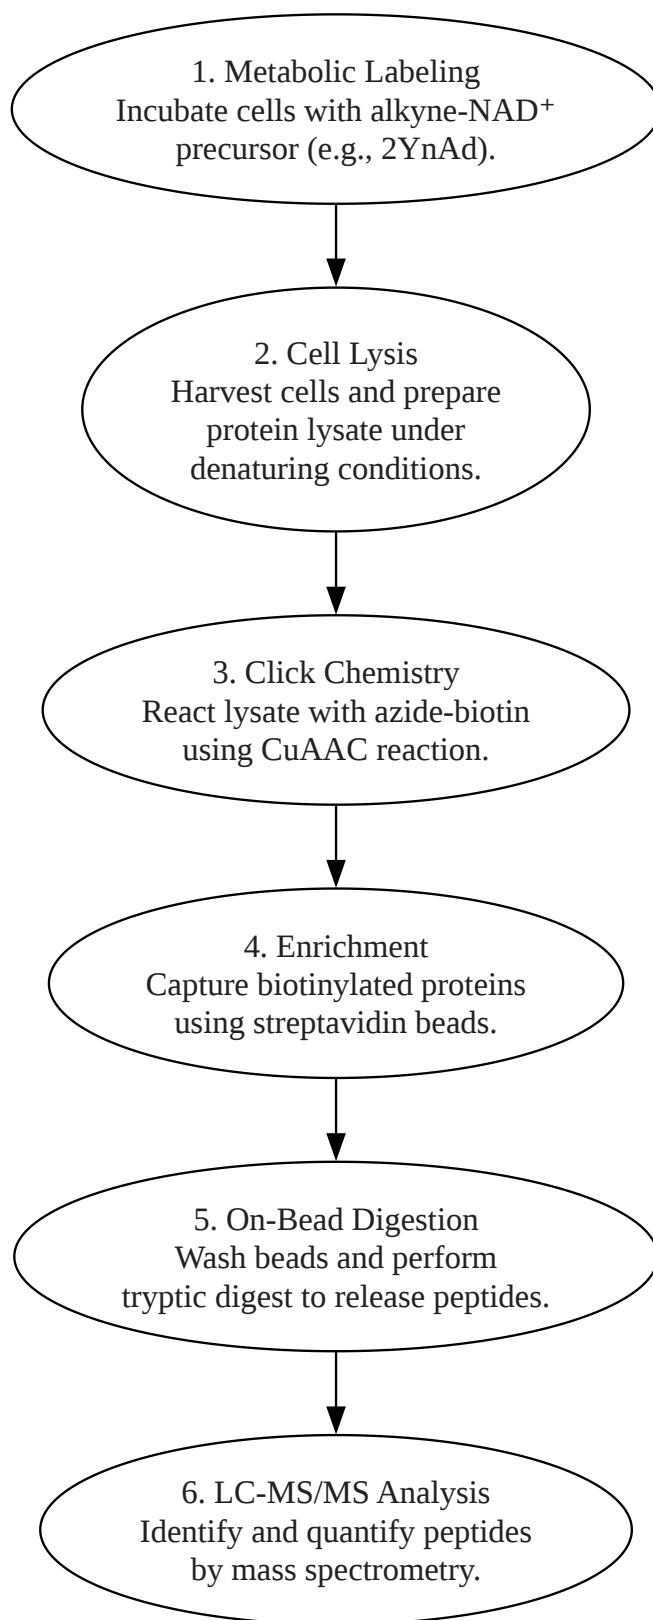 1. Metabolic Labeling
Incubate cells with alkyne-NAD⁺
precursor (e.g., 2YnAd).
2. Cell Lysis
Harvest cells and prepare
protein lysate under
denaturing conditions.
3. Click Chemistry
React lysate with azide-biotin
using CuAAC reaction.
4. Enrichment
Capture biotinylated proteins
using streptavidin beads.
5. On-Bead Digestion
Wash beads and perform
tryptic digest to release peptides.
6. LC-MS/MS Analysis
Identify and quantify peptides
by mass spectrometry.